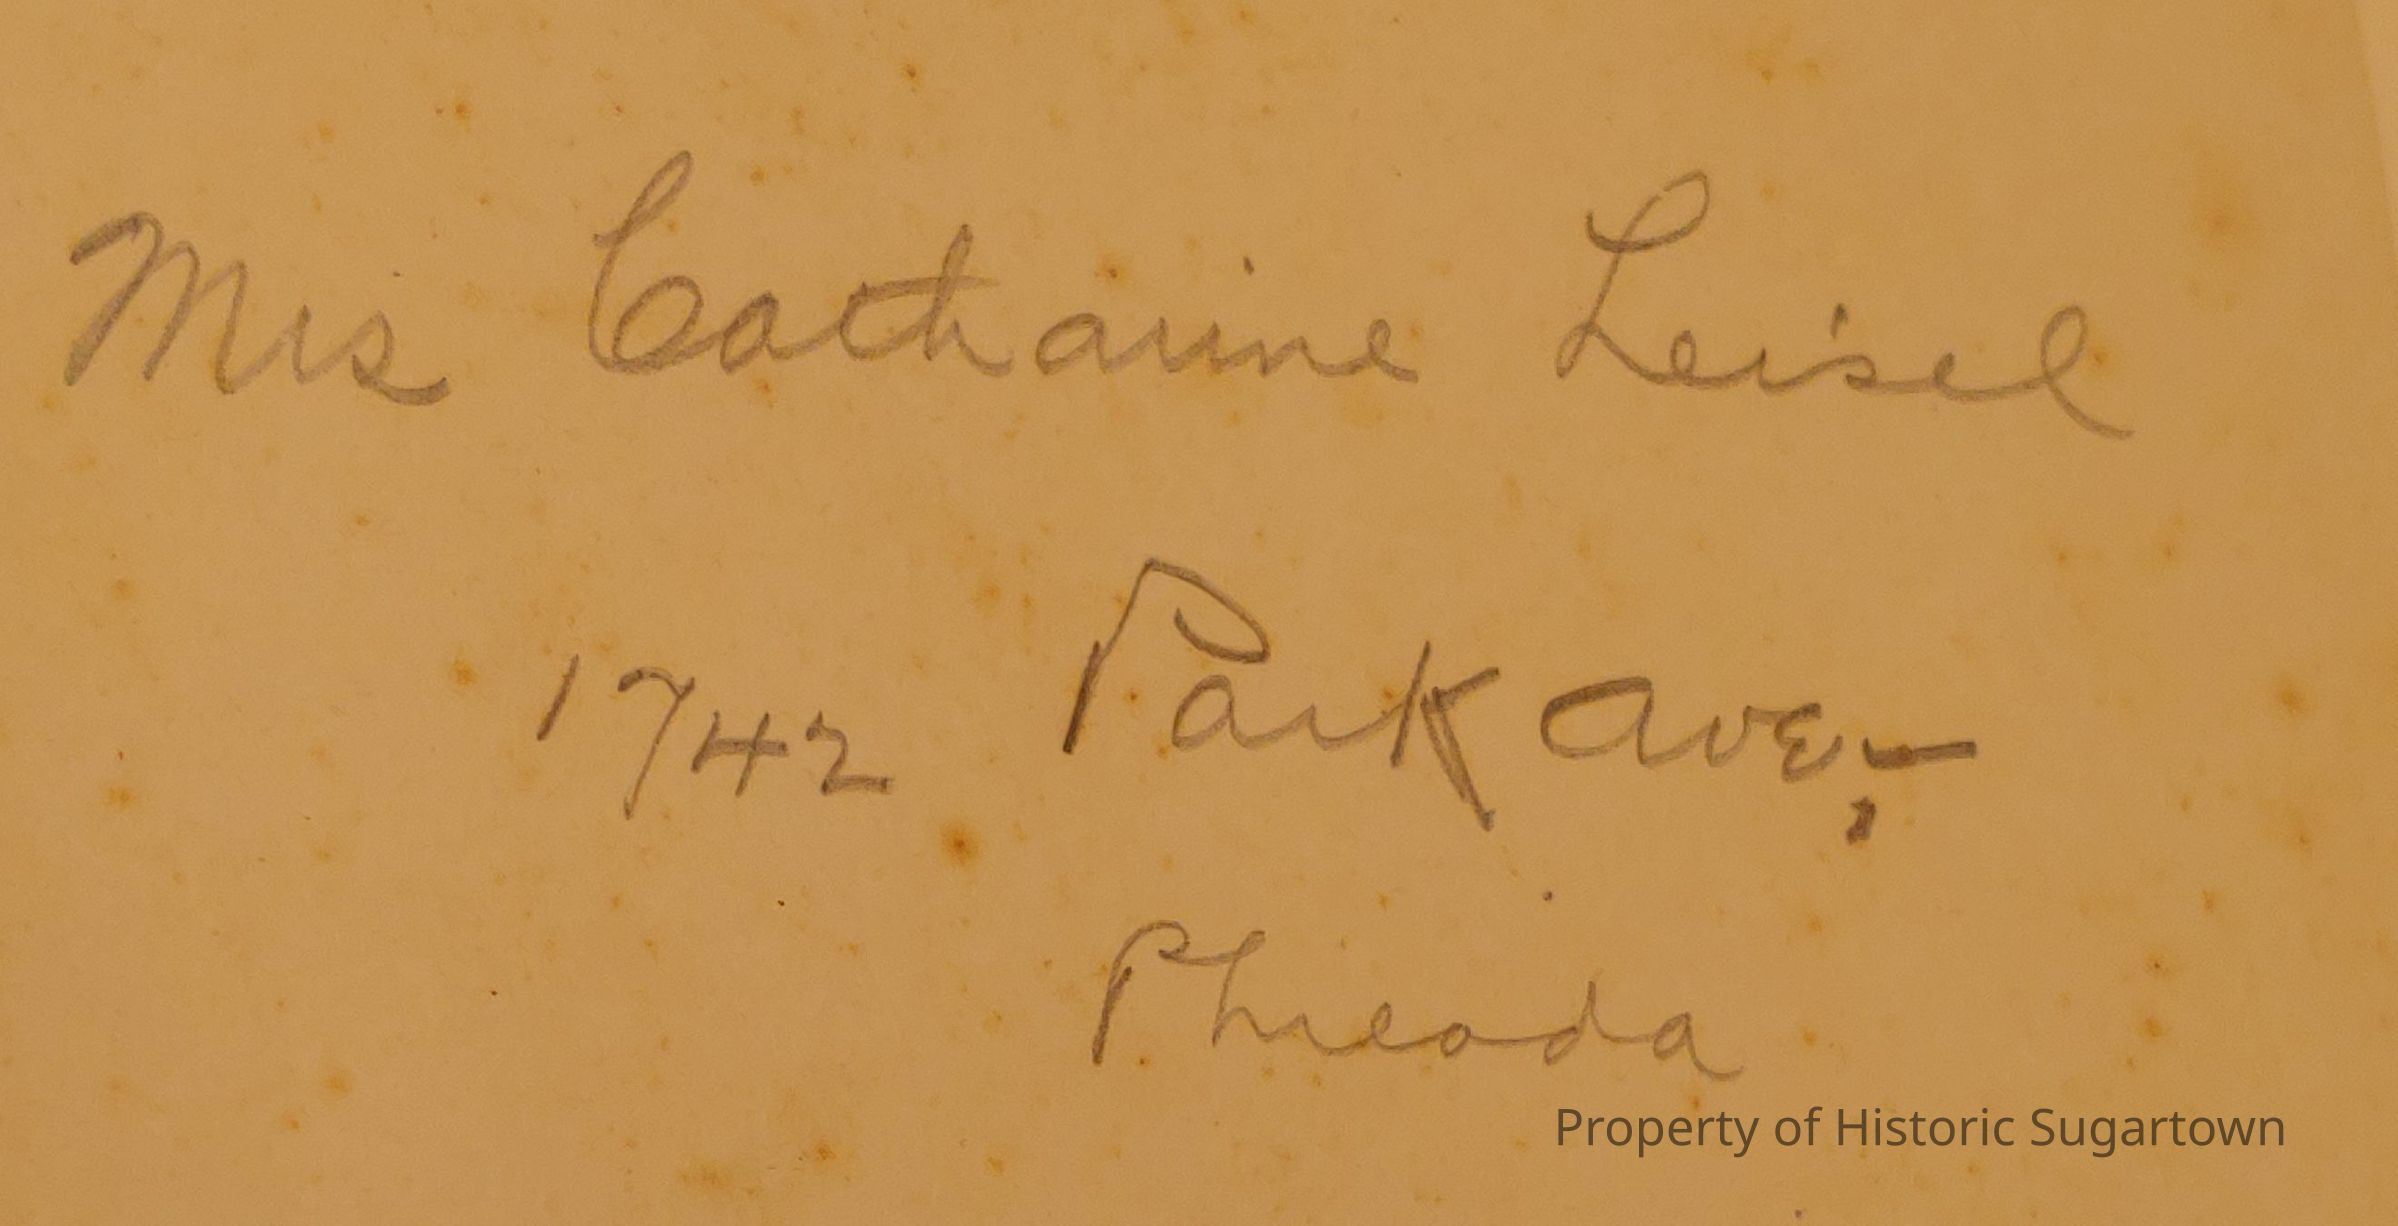 Mrs Catharine Leisel
1742 Park Ave,
Phieada
Property of Historic Sugartown